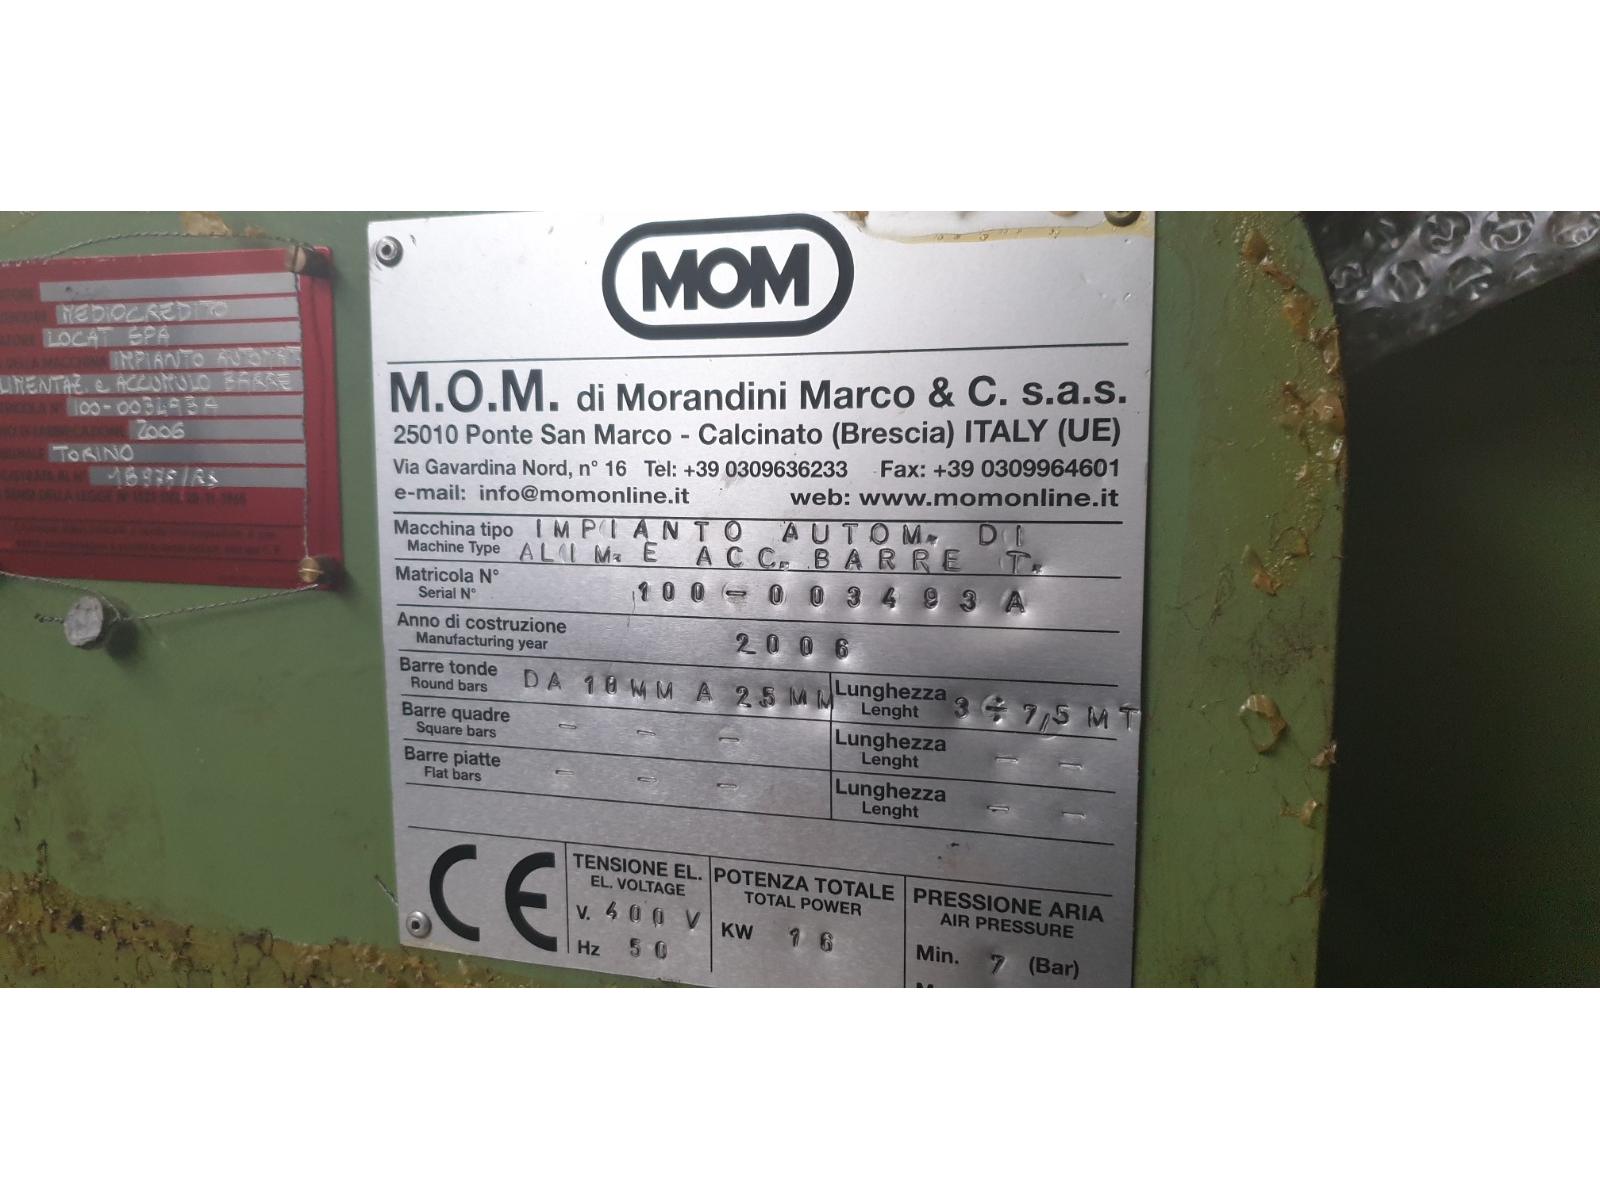 MEDIOCREDITO
LOCAT SPA
DELLA MACCHINA IMPIANTO AUTOMAT
ACCUMULO BARRE
2006
TORINO
MOM
M.O.M. di Morandini Marco & C. s.a.s.
25010 Ponte San Marco - Calcinato (Brescia) ITALY (UE)
Via Gavardina Nord, n° 16 Tel: +39 0309636233 Fax: +39 0309964601
e-mail: info@momonline.it web: www.momonline.it
Macchina tipo IMPIANTO AUTOM. DI
Machine Type ALIM. E ACC. BARRE T.
Matricola N° 100-003493A
Serial N°
Anno di costruzione
Manufacturing year 2006
Barre tonde DA 10MM A 25MM Lunghezza 3÷7,5MT
Round bars Lenght
Barre quadre - - - Lunghezza - -
Square bars Lenght
Barre piatte - - - Lunghezza - -
Flat bars Lenght
CE
TENSIONE EL.
EL. VOLTAGE
V. 400 V
Hz 50
POTENZA TOTALE
TOTAL POWER
KW 16
PRESSIONE ARIA
AIR PRESSURE
Min. 7 (Bar)